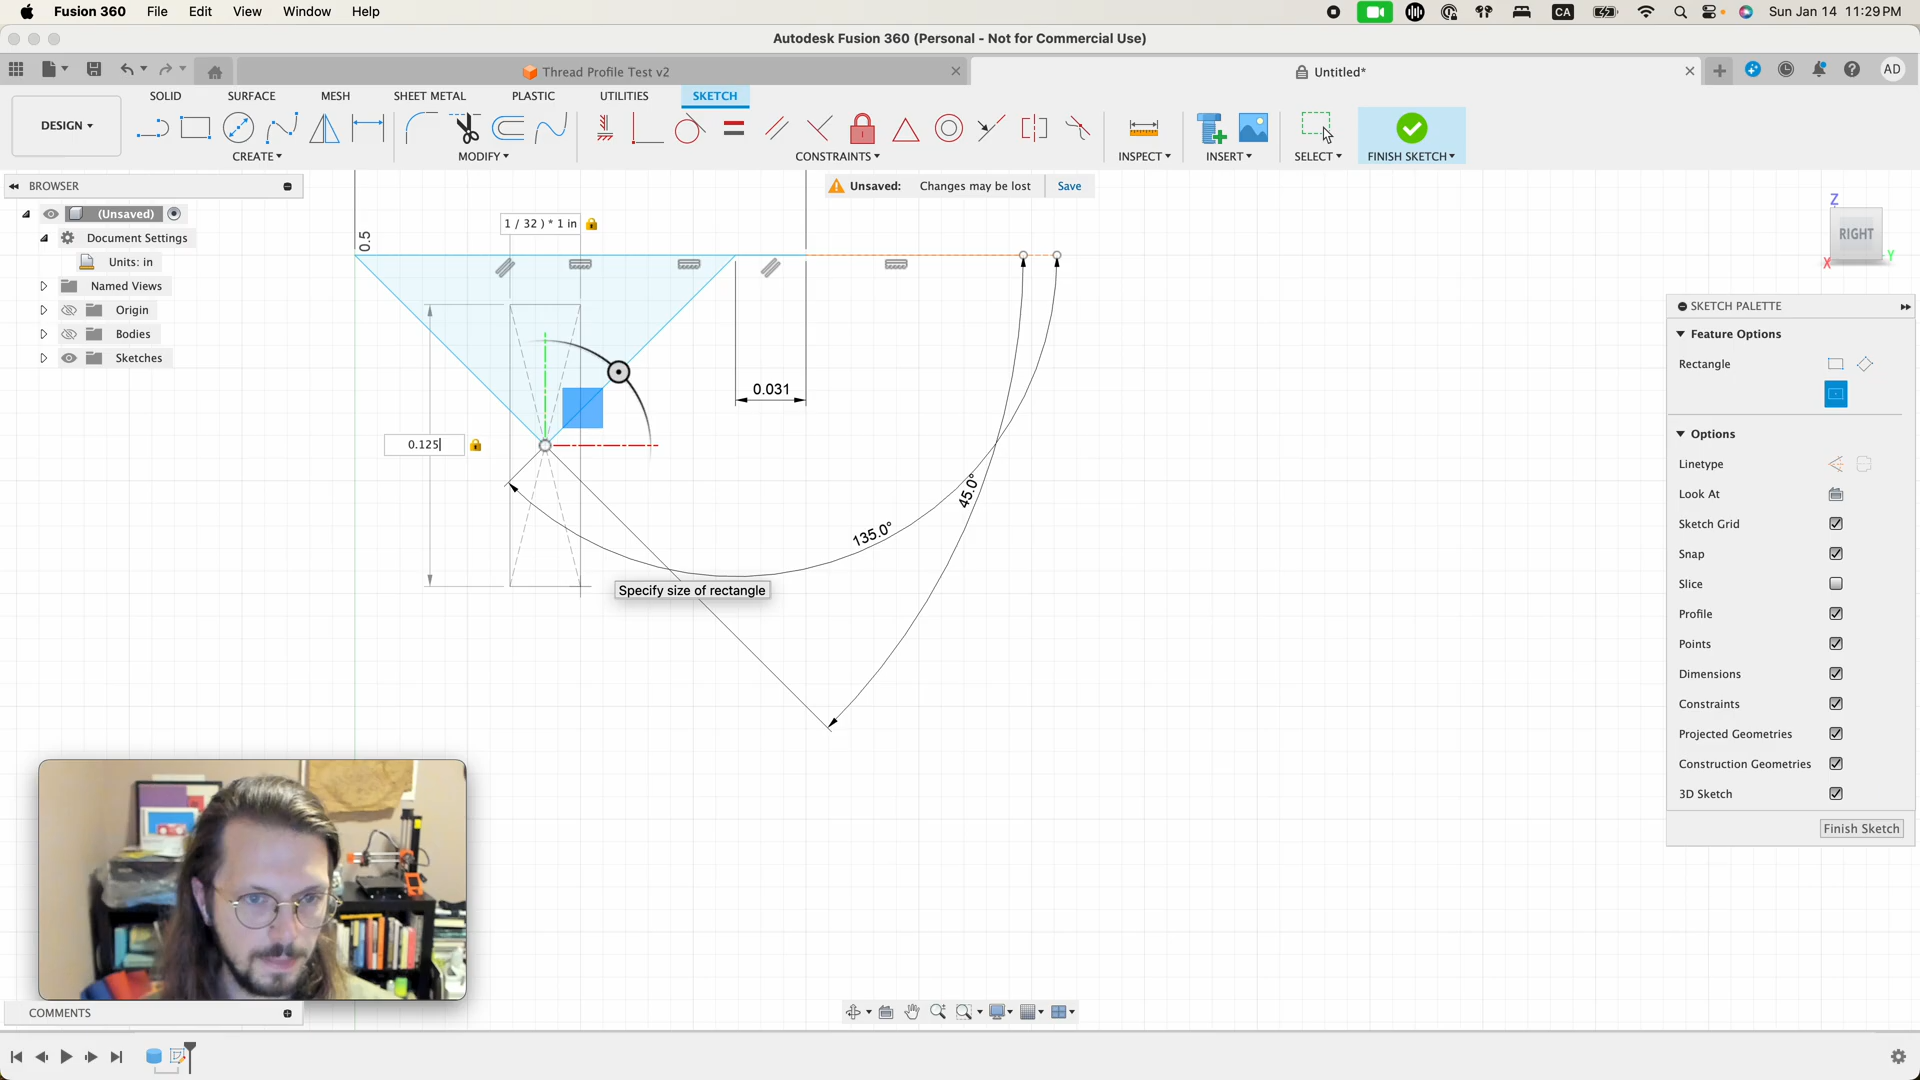 Fusion 360 File Edit View Window Help
CA Sun Jan 14 11:29 PM
Autodesk Fusion 360 (Personal - Not for Commercial Use)
Thread Profile Test v2
Untitled*
AD
SOLID SURFACE MESH SHEET METAL PLASTIC UTILITIES SKETCH
DESIGN
CREATE MODIFY CONSTRAINTS INSPECT INSERT SELECT FINISH SKETCH
BROWSER
Unsaved: Changes may be lost Save
(Unsaved)
Document Settings
Units: in
Named Views
Origin
Bodies
Sketches
0.5
1 / 32 ) * 1 in
0.031
0.125
135.0°
45.0°
Specify size of rectangle
Z
RIGHT
X
Y
SKETCH PALETTE
Feature Options
Rectangle
Options
Linetype
Look At
Sketch Grid
Snap
Slice
Profile
Points
Dimensions
Constraints
Projected Geometries
Construction Geometries
3D Sketch
Finish Sketch
COMMENTS